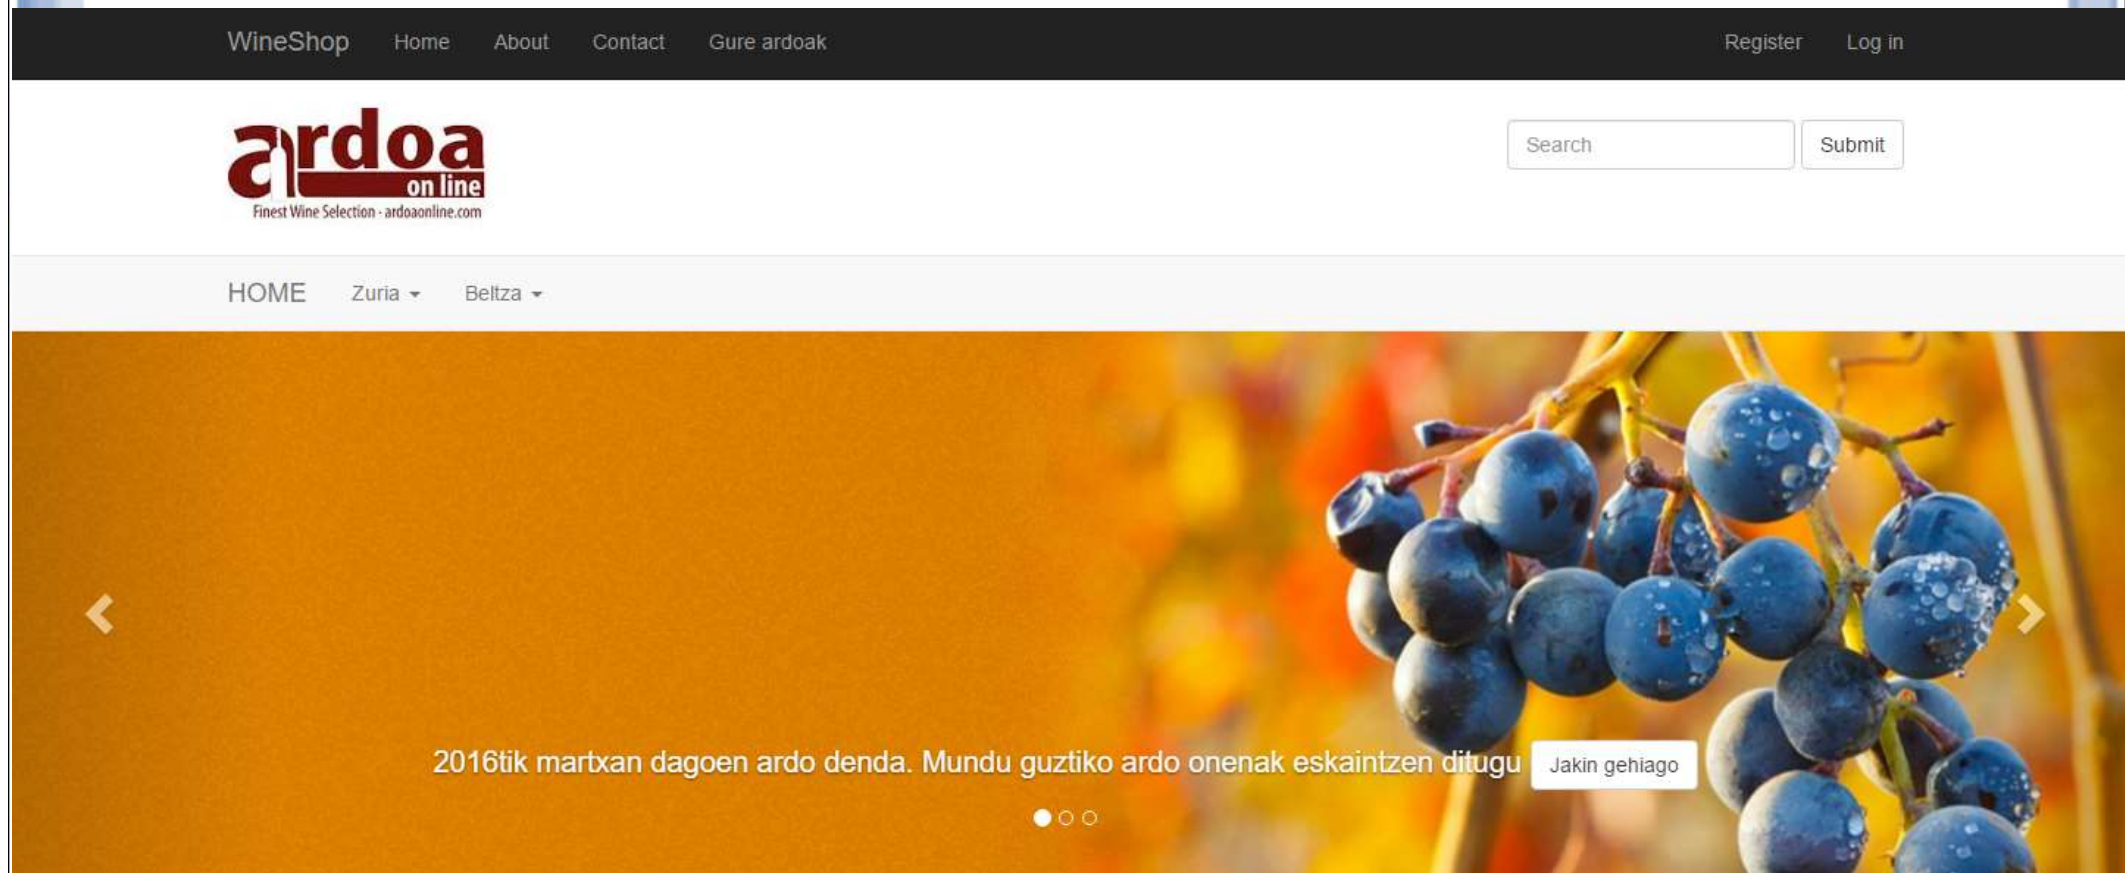 WineShop Home About Contact Gure ardoak Register Log in
ardoa
on line
Finest Wine Selection - ardoaonline.com
Search Submit
HOME Zuria Beltza
2016tik martxan dagoen ardo denda. Mundu guztiko ardo onenak eskaintzen ditugu Jakin gehiago